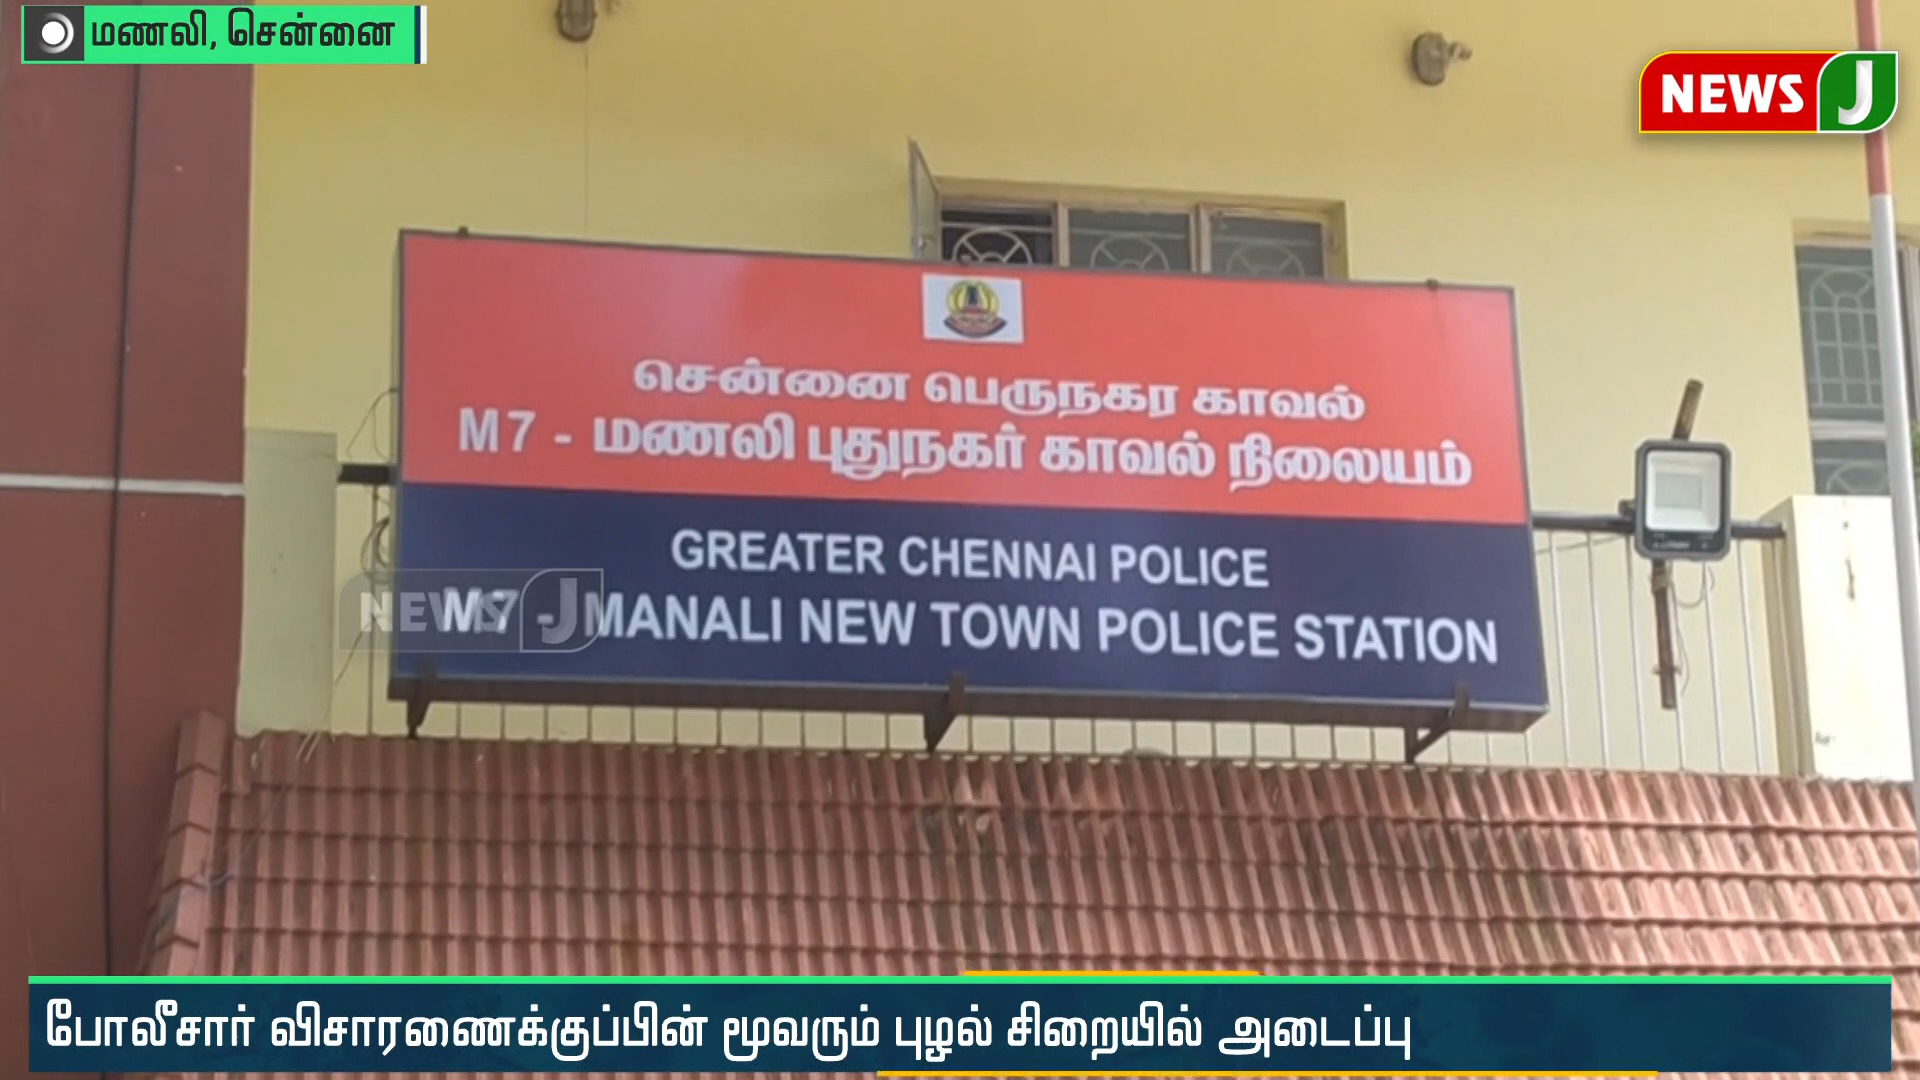 மணலி, சென்னை
NEWS J
சென்னை பெருநகர காவல்
M7 - மணலி புதுநகர் காவல் நிலையம்
GREATER CHENNAI POLICE
M7 - MANALI NEW TOWN POLICE STATION
NEWS J
போலீசார் விசாரணைக்குப்பின் மூவரும் புழல் சிறையில் அடைப்பு